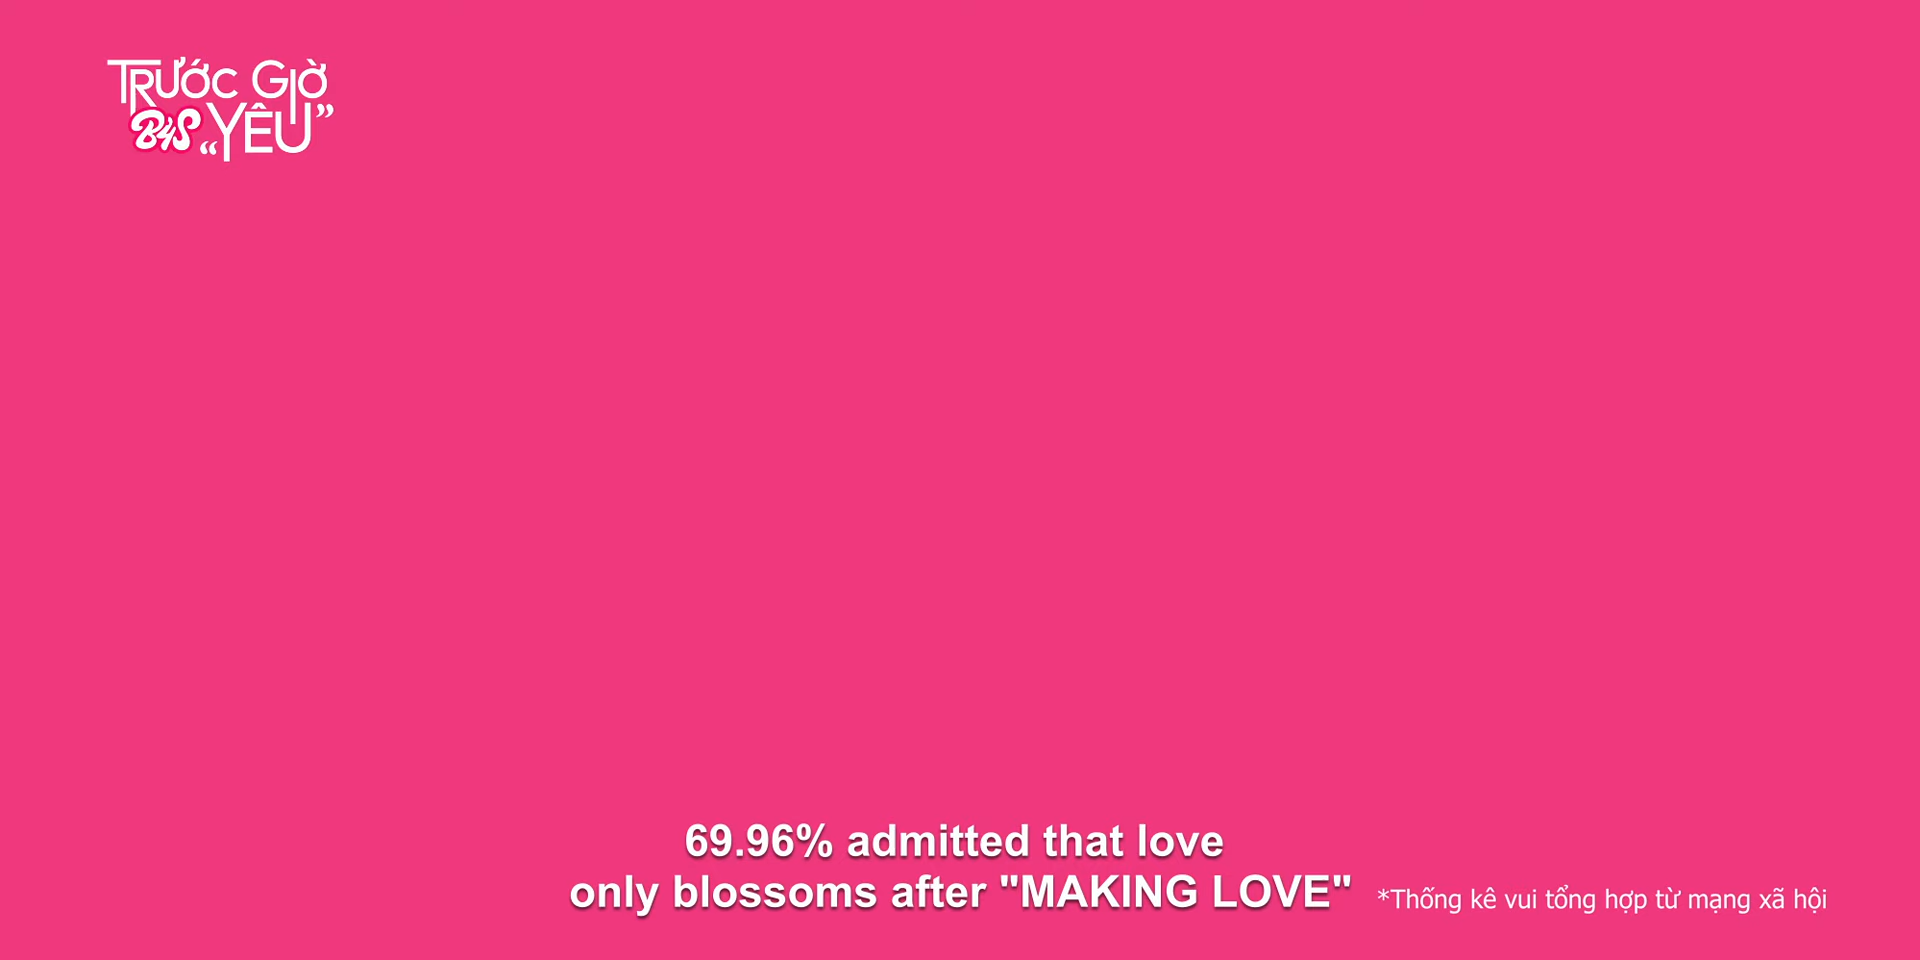 TRƯỚC GIỜ
B4S “YÊU”
69.96% admitted that love
only blossoms after "MAKING LOVE"
*Thống kê vui tổng hợp từ mạng xã hội